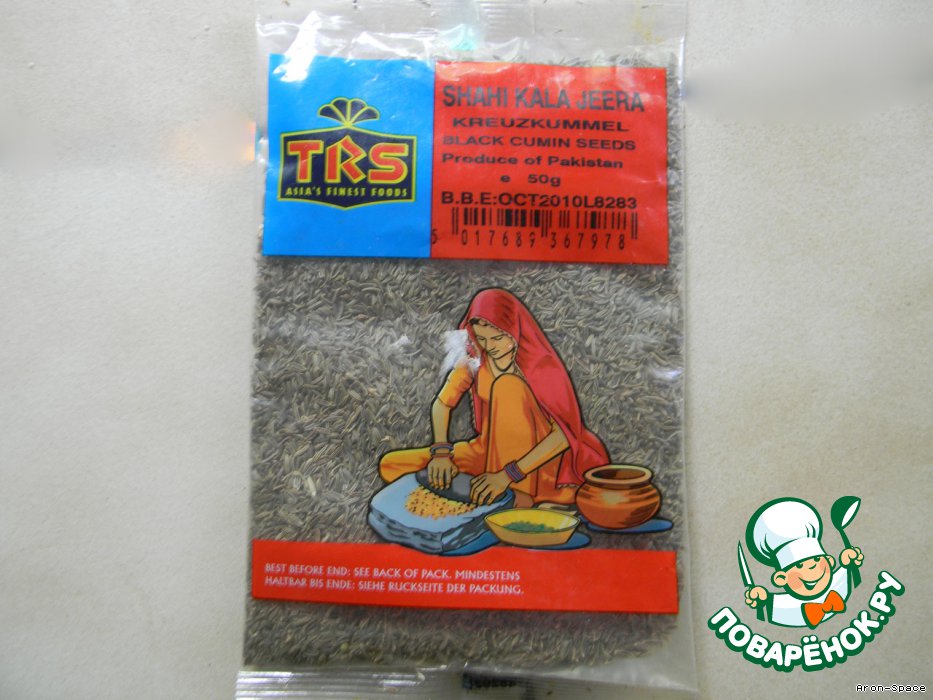 SHAHI KALA JEERA
KREUZKUMMEL
BLACK CUMIN SEEDS
Produce of Pakistan
e 50g
B.B.E:OCT2010L8283
5 017689 367978
TRS
ASIA'S FINEST FOODS
BEST BEFORE END: SEE BACK OF PACK. MINDESTENS
HALTBAR BIS ENDE: SIEHE RUCKSEITE DER PACKUNG.
ПОВАРЁНОК.РУ
Aron-Space